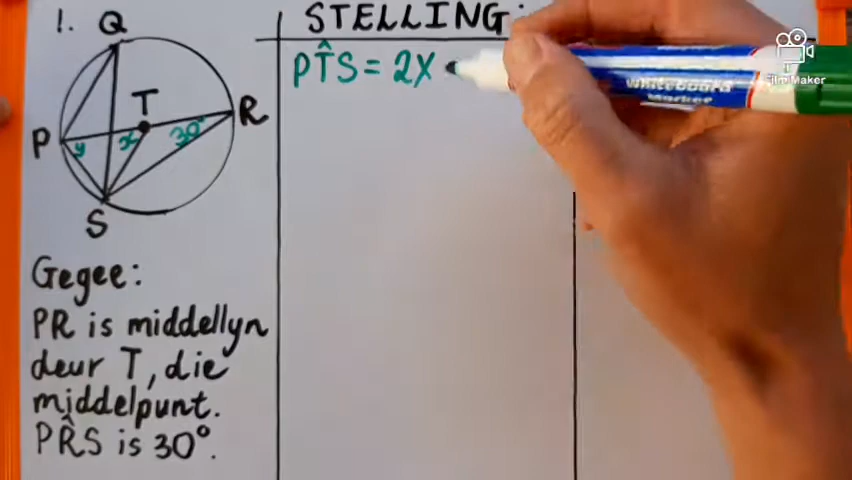 1.
STELLING:
Q
T
R
P
S
y
x
30°
PT̂S = 2x
Gegee:
PR is middellyn
deur T, die
middelpunt.
PR̂S is 30°.
Whiteboard
Marker
Film Maker